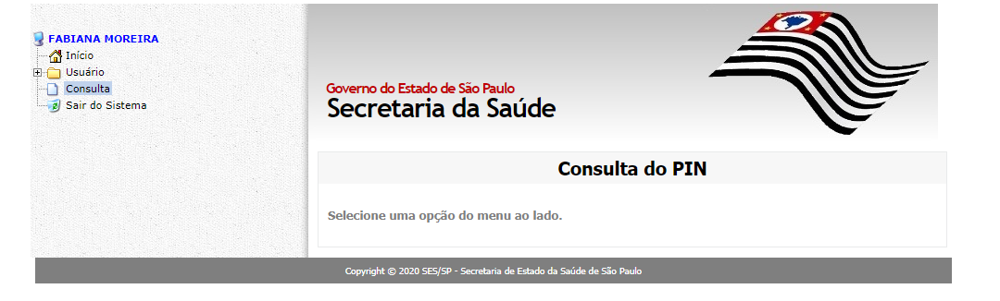 FABIANA MOREIRA
Início
Usuário
Consulta
Sair do Sistema
Governo do Estado de São Paulo
Secretaria da Saúde
Consulta do PIN
Selecione uma opção do menu ao lado.
Copyright © 2020 SES/SP - Secretaria de Estado da Saúde de São Paulo